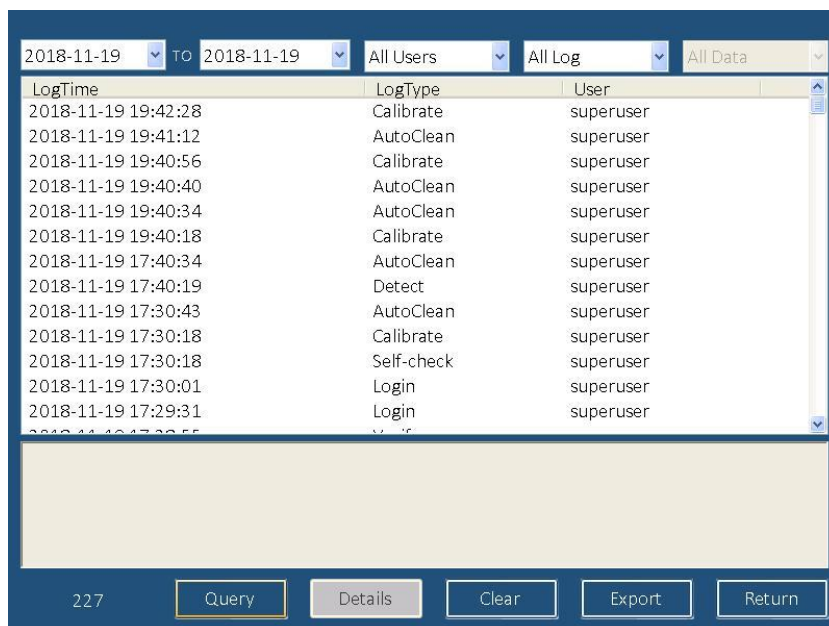 2018-11-19 TO 2018-11-19 All Users All Log All Data
LogTime LogType User
2018-11-19 19:42:28 Calibrate superuser
2018-11-19 19:41:12 AutoClean superuser
2018-11-19 19:40:56 Calibrate superuser
2018-11-19 19:40:40 AutoClean superuser
2018-11-19 19:40:34 AutoClean superuser
2018-11-19 19:40:18 Calibrate superuser
2018-11-19 17:40:34 AutoClean superuser
2018-11-19 17:40:19 Detect superuser
2018-11-19 17:30:43 AutoClean superuser
2018-11-19 17:30:18 Calibrate superuser
2018-11-19 17:30:18 Self-check superuser
2018-11-19 17:30:01 Login superuser
2018-11-19 17:29:31 Login superuser
227 Query Details Clear Export Return